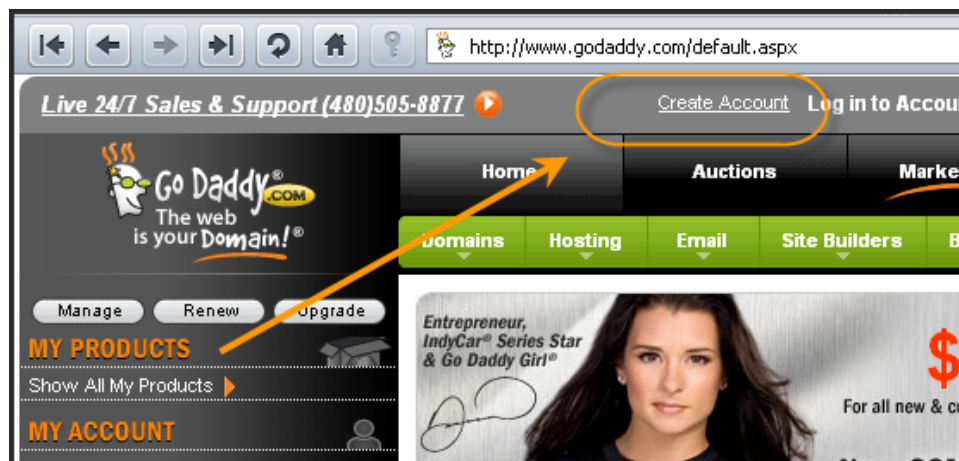 http://www.godaddy.com/default.aspx
Live 24/7 Sales & Support (480)505-8877
Create Account Log in to Accou
Go Daddy®.COM
The web
is your Domain!®
Home Auctions Marke
Domains Hosting Email Site Builders B
Manage Renew Upgrade
MY PRODUCTS
Show All My Products
MY ACCOUNT
Entrepreneur,
IndyCar® Series Star
& Go Daddy Girl®
$
For all new & cu